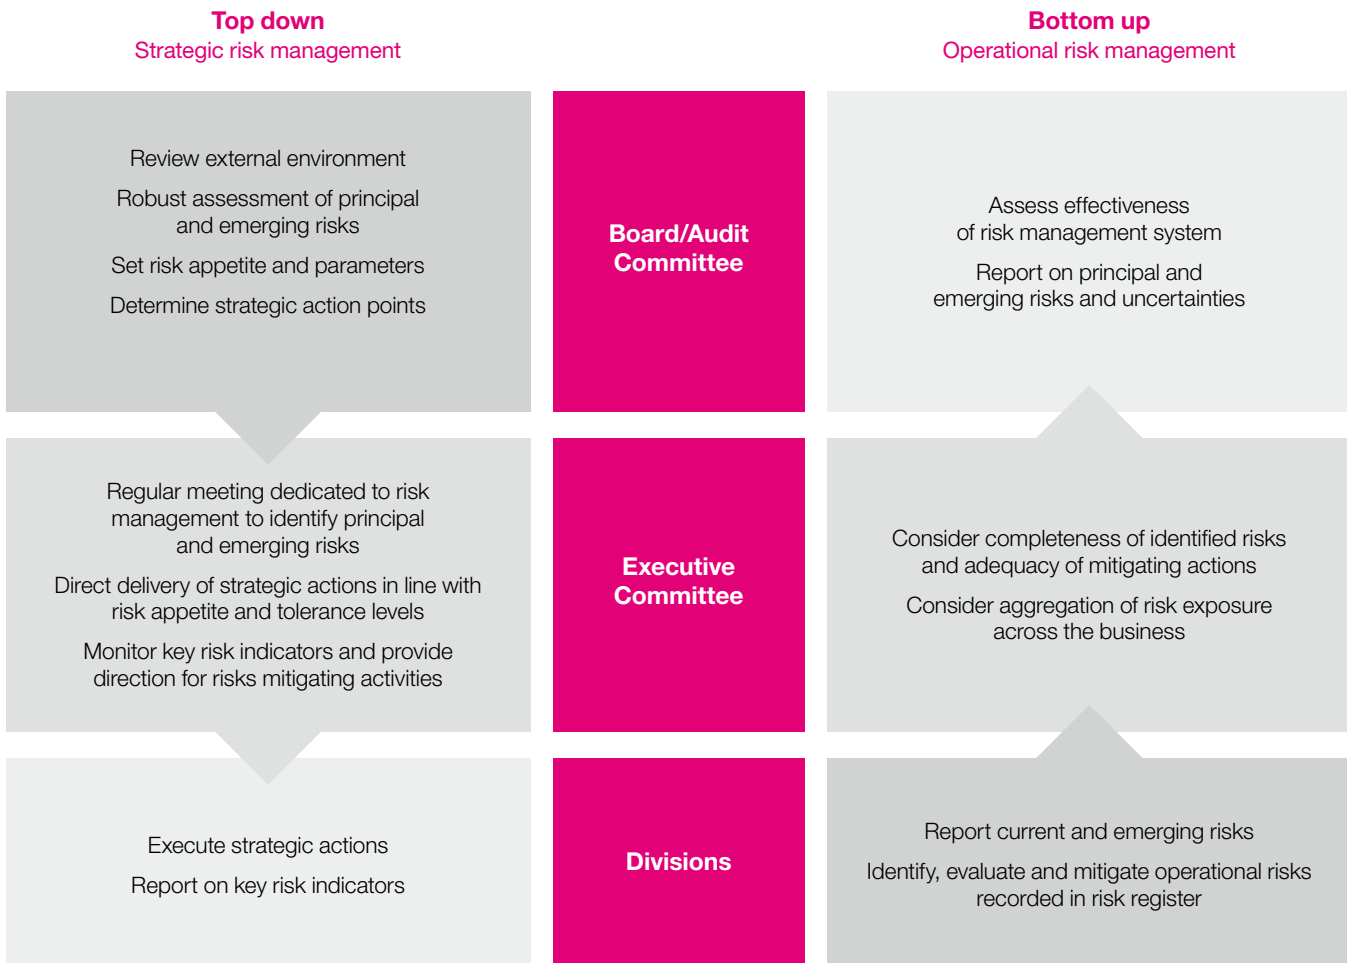 Top down
Strategic risk management
Bottom up
Operational risk management
Review external environment
Robust assessment of principal
and emerging risks
Set risk appetite and parameters
Determine strategic action points
Board/Audit
Committee
Assess effectiveness
of risk management system
Report on principal and
emerging risks and uncertainties
Regular meeting dedicated to risk
management to identify principal
and emerging risks
Direct delivery of strategic actions in line with
risk appetite and tolerance levels
Monitor key risk indicators and provide
direction for risks mitigating activities
Executive
Committee
Consider completeness of identified risks
and adequacy of mitigating actions
Consider aggregation of risk exposure
across the business
Execute strategic actions
Report on key risk indicators
Divisions
Report current and emerging risks
Identify, evaluate and mitigate operational risks
recorded in risk register